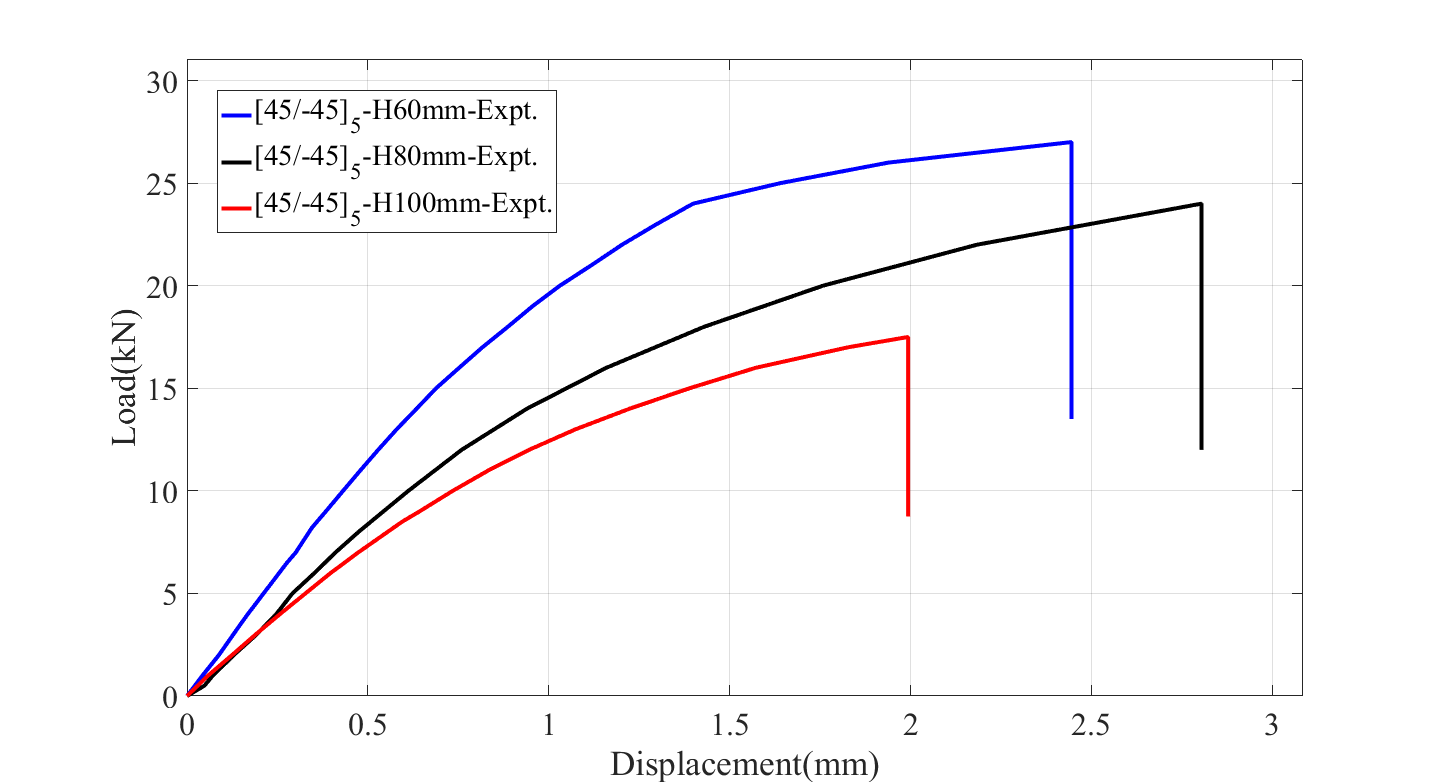 30
25
20
15
10
5
0
Load(kN)
[45/-45]5-H60mm-Expt.
[45/-45]5-H80mm-Expt.
[45/-45]5-H100mm-Expt.
0 0.5 1 1.5 2 2.5 3
Displacement(mm)